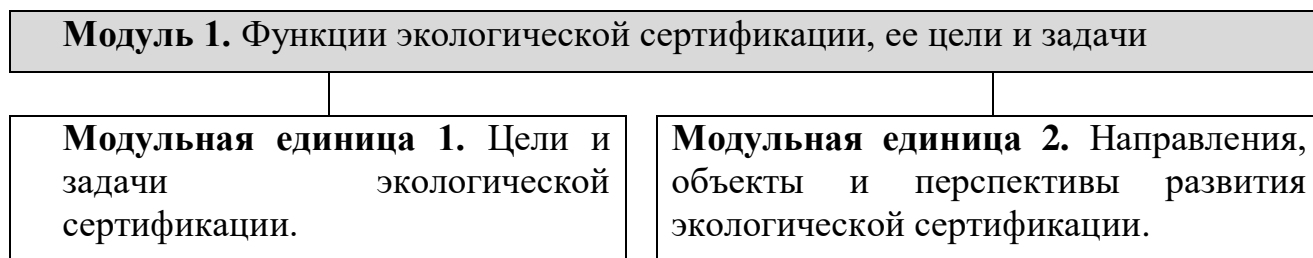 Модуль 1. Функции экологической сертификации, ее цели и задачи
Модульная единица 1. Цели и
задачи экологической
сертификации.
Модульная единица 2. Направления,
объекты и перспективы развития
экологической сертификации.